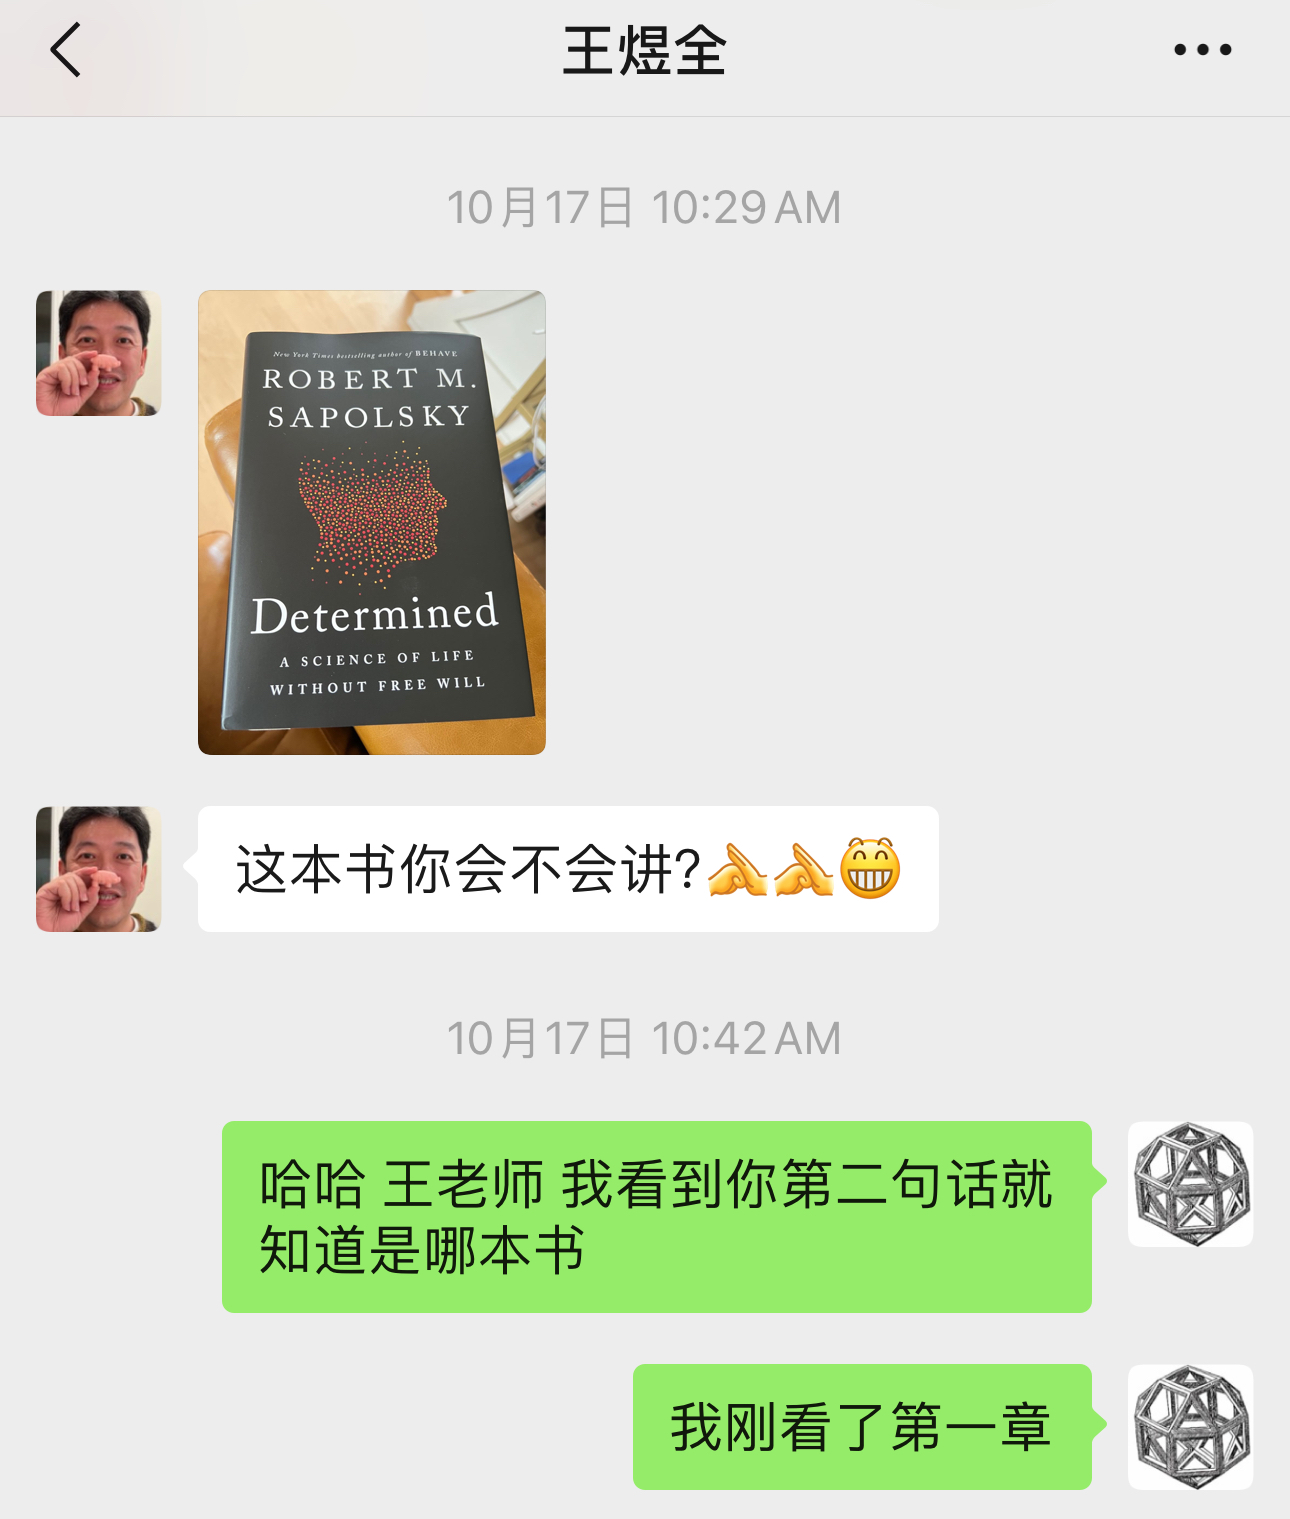 王煜全
10月17日 10:29 AM
New York Times bestselling author of BEHAVE
ROBERT M.
SAPOLSKY
Determined
A SCIENCE OF LIFE
WITHOUT FREE WILL
这本书你会不会讲?🫱🫱😁
10月17日 10:42 AM
哈哈 王老师 我看到你第二句话就
知道是哪本书
我刚看了第一章